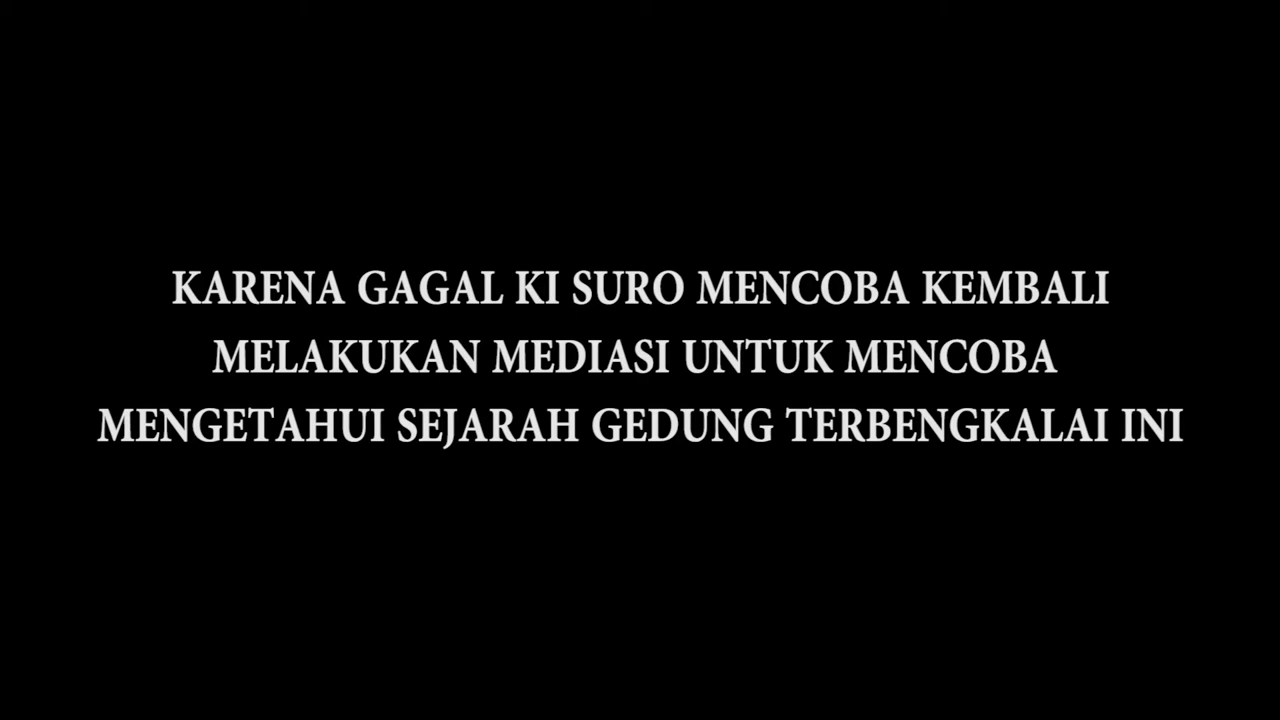 KARENA GAGAL KI SURO MENCOBA KEMBALI
MELAKUKAN MEDIASI UNTUK MENCOBA
MENGETAHUI SEJARAH GEDUNG TERBENGKALAI INI